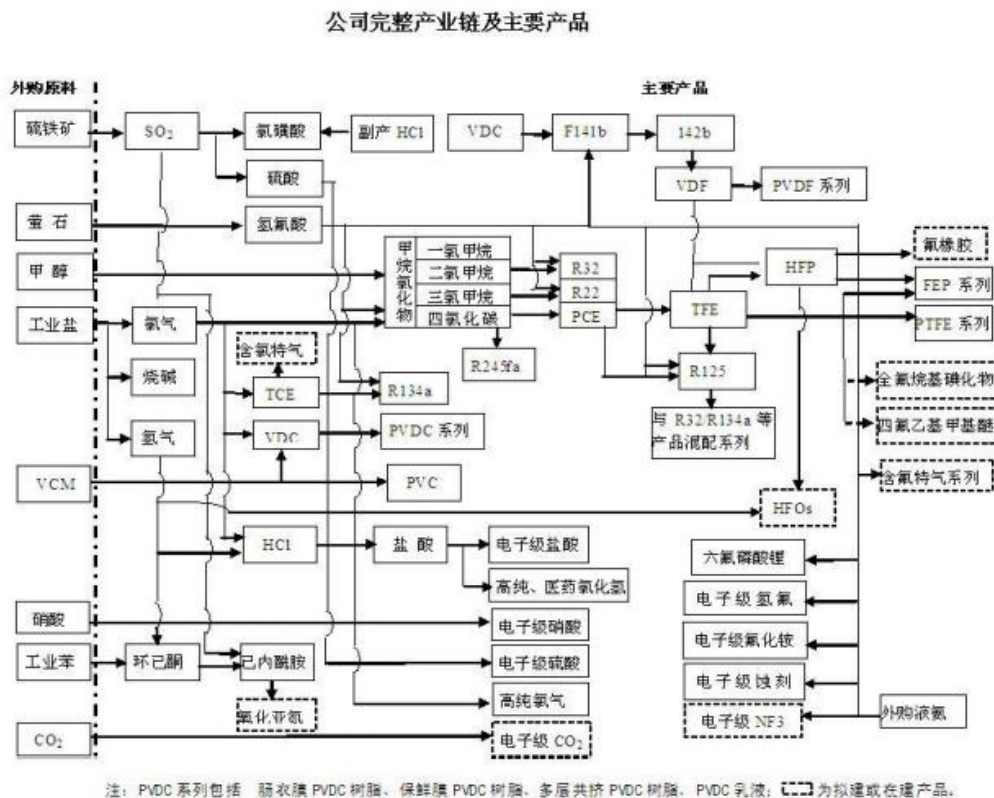 公司完整产业链及主要产品
外购原料
主要产品
硫铁矿
SO₂
氯磺酸
副产 HCl
VDC
F141b
142b
硫酸
VDF
PVDF 系列
萤 石
氢氟酸
甲 醇
甲烷氯化物
一氯甲烷
二氯甲烷
三氯甲烷
四氯化碳
R32
R22
PCE
TFE
HFP
氟橡胶
FEP 系列
PTFE 系列
工业盐
氯气
含氯特气
R245fa
R125
全氟烷基碘化物
烧碱
TCE
R134a
与 R32/R134a 等
产品混配系列
四氟乙基甲基醚
氢气
VDC
PVDC 系列
VCM
PVC
HFOs
含氟特气系列
HCl
盐 酸
电子级盐酸
高纯、医药氯化氢
六氟磷酸锂
电子级氢氟
硝酸
电子级硝酸
电子级氟化铵
工业苯
环己酮
己内酰胺
电子级硫酸
电子级蚀刻
氧化亚氮
高纯氯气
电子级 NF3
外购液氨
CO₂
电子级 CO₂
注：PVDC 系列包括 肠衣膜 PVDC 树脂、保鲜膜 PVDC 树脂、多层共挤 PVDC 树脂、PVDC 乳液； 为拟建或在建产品。